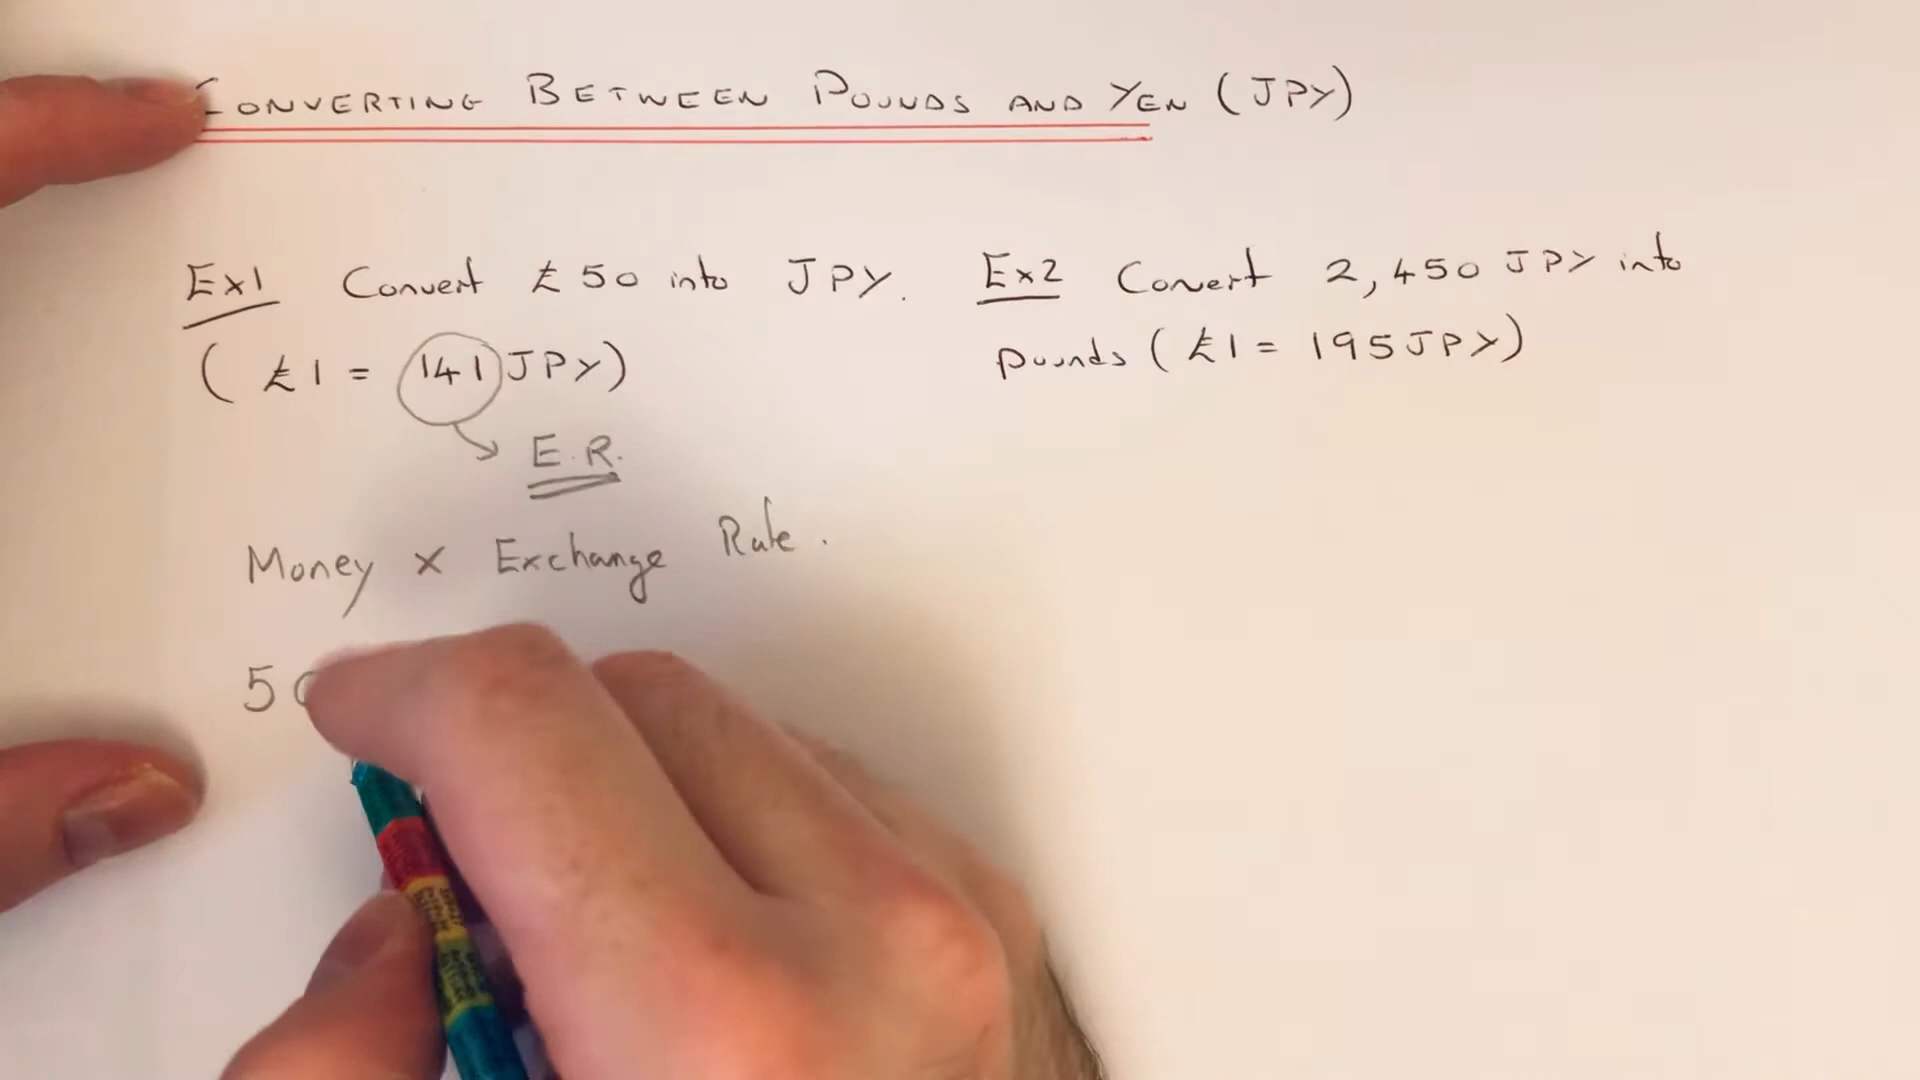 CONVERTING BETWEEN POUNDS AND YEN (JPY)
Ex1 Convert £50 into JPY.
(£1 = 141 JPY)
E.R.
Money × Exchange Rate.
50
Ex2 Convert 2,450 JPY into
pounds (£1 = 195 JPY)